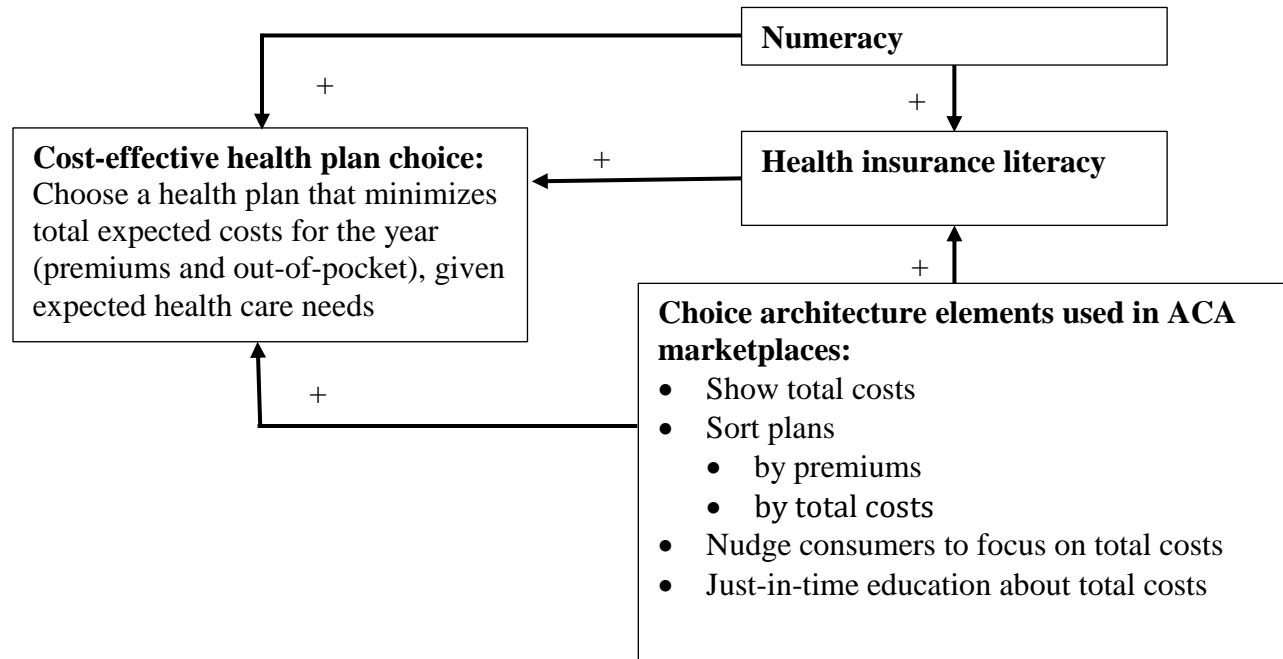 Numeracy
+
+
Cost-effective health plan choice:
Choose a health plan that minimizes
total expected costs for the year
(premiums and out-of-pocket), given
expected health care needs
+
Health insurance literacy
+
+
Choice architecture elements used in ACA
marketplaces:
• Show total costs
• Sort plans
• by premiums
• by total costs
• Nudge consumers to focus on total costs
• Just-in-time education about total costs